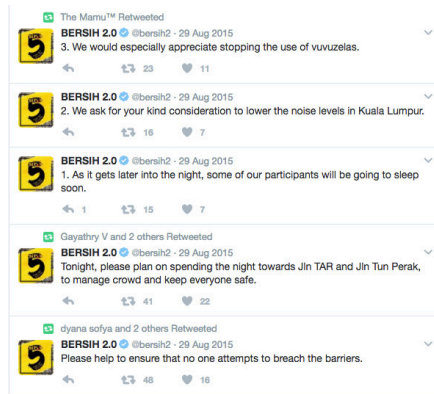 The Mamu™ Retweeted
BERSIH 2.0 @bersih2 · 29 Aug 2015
3. We would especially appreciate stopping the use of vuvuzelas.
23 11
BERSIH 2.0 @bersih2 · 29 Aug 2015
2. We ask for your kind consideration to lower the noise levels in Kuala Lumpur.
16 7
BERSIH 2.0 @bersih2 · 29 Aug 2015
1. As it gets later into the night, some of our participants will be going to sleep
soon.
1 15 7
Gayathry V and 2 others Retweeted
BERSIH 2.0 @bersih2 · 29 Aug 2015
Tonight, please plan on spending the night towards Jln TAR and Jln Tun Perak,
to manage crowd and keep everyone safe.
41 22
dyana sofya and 2 others Retweeted
BERSIH 2.0 @bersih2 · 29 Aug 2015
Please help to ensure that no one attempts to breach the barriers.
48 16